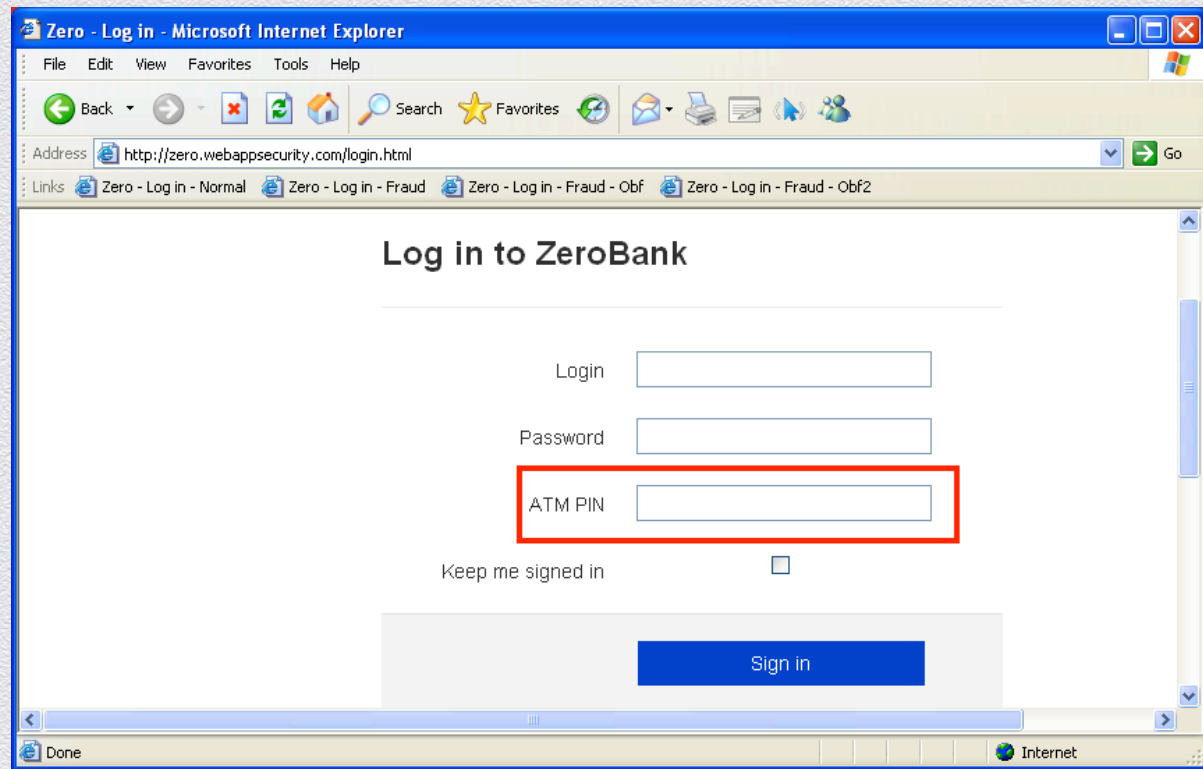 Zero - Log in - Microsoft Internet Explorer
File Edit View Favorites Tools Help
Back Search Favorites
Address http://zero.webappsecurity.com/login.html Go
Links Zero - Log in - Normal Zero - Log in - Fraud Zero - Log in - Fraud - Obf Zero - Log in - Fraud - Obf2
Log in to ZeroBank
Login
Password
ATM PIN
Keep me signed in
Sign in
Done Internet